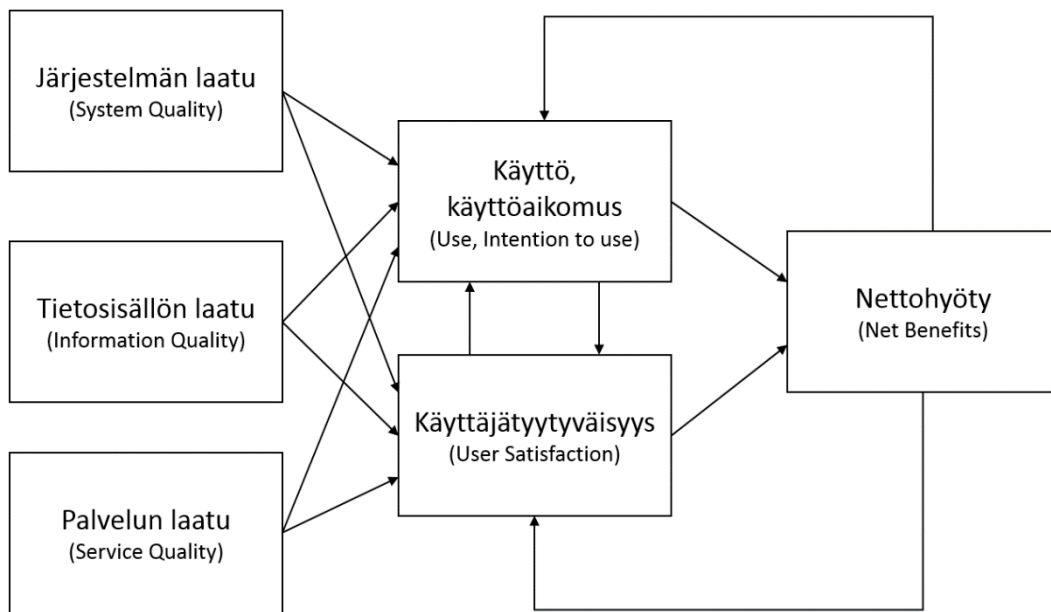 Järjestelmän laatu
(System Quality)
Tietosisällön laatu
(Information Quality)
Palvelun laatu
(Service Quality)
Käyttö,
käyttöaikomus
(Use, Intention to use)
Käyttäjätyytyväisyys
(User Satisfaction)
Nettohyöty
(Net Benefits)